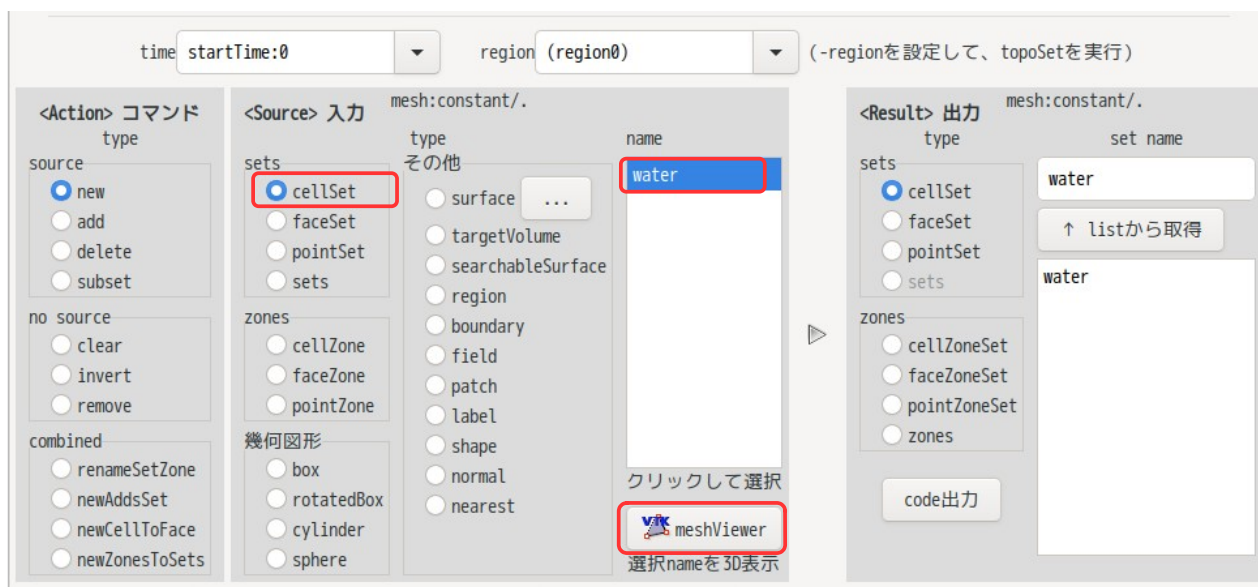 time startTime:0 region (region0) (-regionを設定して、topoSetを実行)
<Action> コマンド
type
source
new
add
delete
subset
no source
clear
invert
remove
combined
renameSetZone
newAddsSet
newCellToFace
newZonesToSets
<Source> 入力
mesh:constant/.
sets
cellSet
faceSet
pointSet
sets
zones
cellZone
faceZone
pointZone
幾何図形
box
rotatedBox
cylinder
sphere
type
その他
surface ...
targetVolume
searchableSurface
region
boundary
field
patch
label
shape
normal
nearest
name
water
クリックして選択
VTK meshViewer
選択nameを3D表示
<Result> 出力
mesh:constant/.
type
sets
cellSet
faceSet
pointSet
sets
zones
cellZoneSet
faceZoneSet
pointZoneSet
zones
code出力
set name
water
↑ listから取得
water